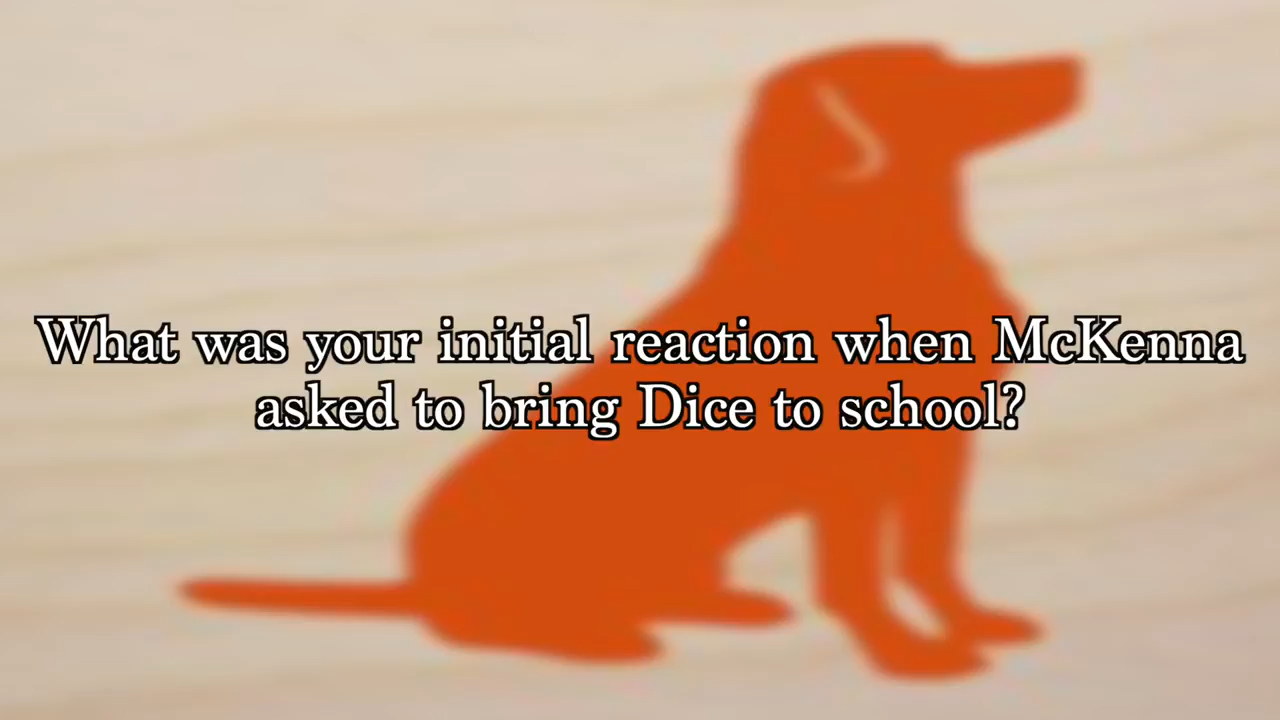 What was your initial reaction when McKenna
asked to bring Dice to school?